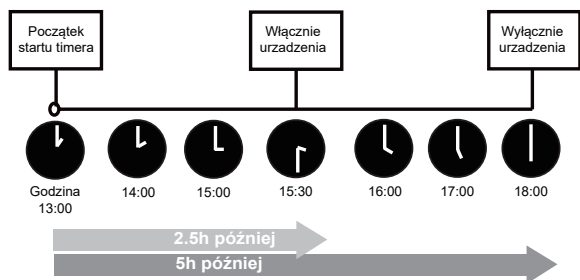 Początek
startu timera
Włącznie
urzadzenia
Wyłącznie
urzadzenia
Godzina
13:00
14:00
15:00
15:30
16:00
17:00
18:00
2.5h później
5h później